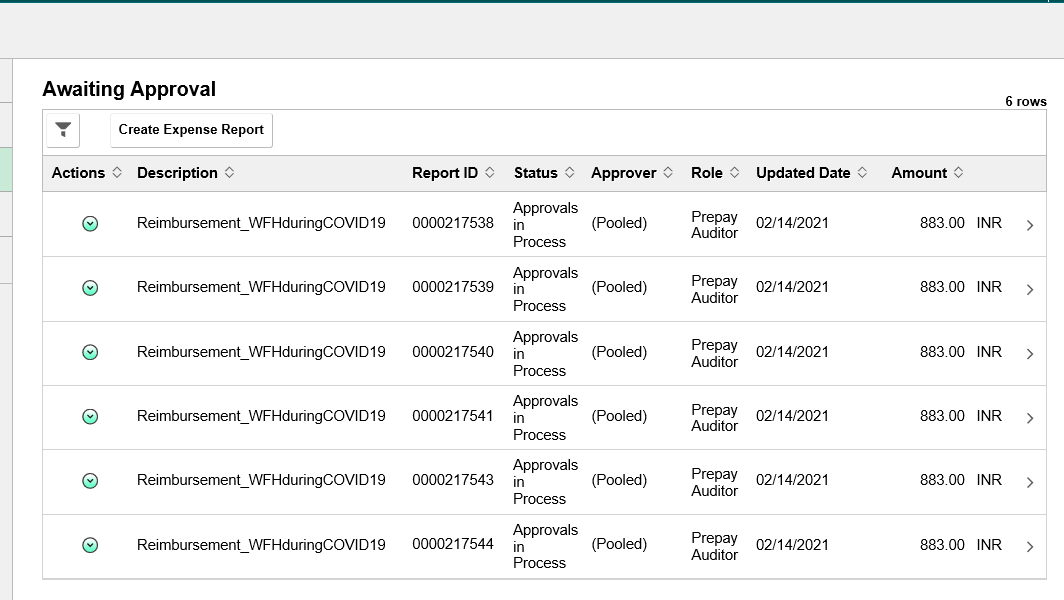 Awaiting Approval
6 rows
Create Expense Report
Actions Description Report ID Status Approver Role Updated Date Amount
Reimbursement_WFHduringCOVID19 0000217538 Approvals in Process (Pooled) Prepay Auditor 02/14/2021 883.00 INR
Reimbursement_WFHduringCOVID19 0000217539 Approvals in Process (Pooled) Prepay Auditor 02/14/2021 883.00 INR
Reimbursement_WFHduringCOVID19 0000217540 Approvals in Process (Pooled) Prepay Auditor 02/14/2021 883.00 INR
Reimbursement_WFHduringCOVID19 0000217541 Approvals in Process (Pooled) Prepay Auditor 02/14/2021 883.00 INR
Reimbursement_WFHduringCOVID19 0000217543 Approvals in Process (Pooled) Prepay Auditor 02/14/2021 883.00 INR
Reimbursement_WFHduringCOVID19 0000217544 Approvals in Process (Pooled) Prepay Auditor 02/14/2021 883.00 INR